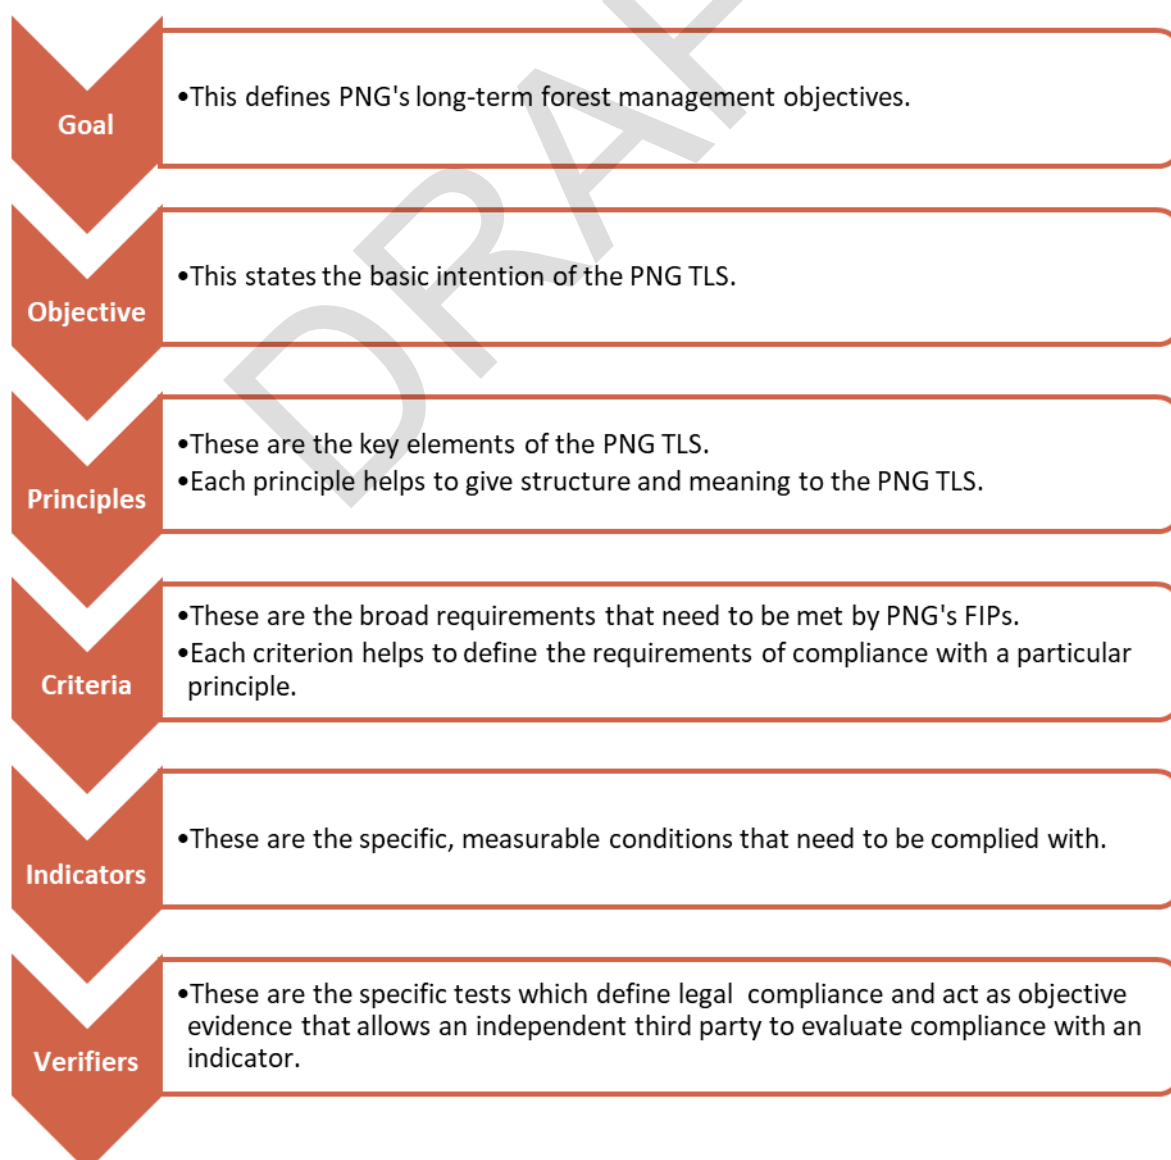 Goal
•This defines PNG's long-term forest management objectives.
Objective
•This states the basic intention of the PNG TLS.
Principles
•These are the key elements of the PNG TLS.
•Each principle helps to give structure and meaning to the PNG TLS.
Criteria
•These are the broad requirements that need to be met by PNG's FIPs.
•Each criterion helps to define the requirements of compliance with a particular
principle.
Indicators
•These are the specific, measurable conditions that need to be complied with.
Verifiers
•These are the specific tests which define legal  compliance and act as objective
evidence that allows an independent third party to evaluate compliance with an
indicator.
DRAF